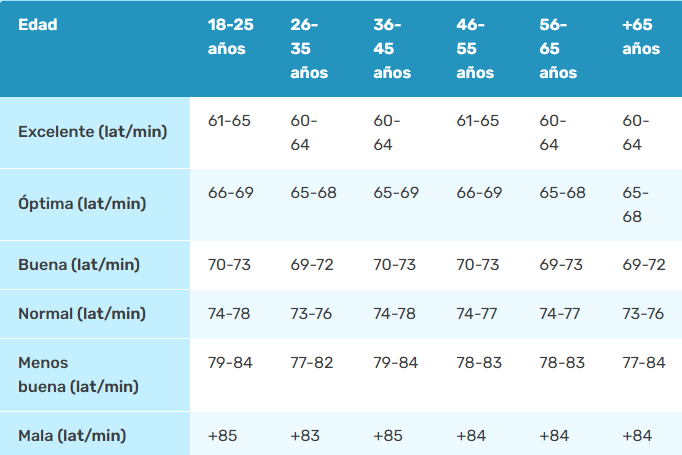 Edad 18-25 años 26-35 años 36-45 años 46-55 años 56-65 años +65 años
Excelente (lat/min) 61-65 60-64 60-64 61-65 60-64 60-64
Óptima (lat/min) 66-69 65-68 65-69 66-69 65-68 65-68
Buena (lat/min) 70-73 69-72 70-73 70-73 69-73 69-72
Normal (lat/min) 74-78 73-76 74-78 74-77 74-77 73-76
Menos buena (lat/min) 79-84 77-82 79-84 78-83 78-83 77-84
Mala (lat/min) +85 +83 +85 +84 +84 +84